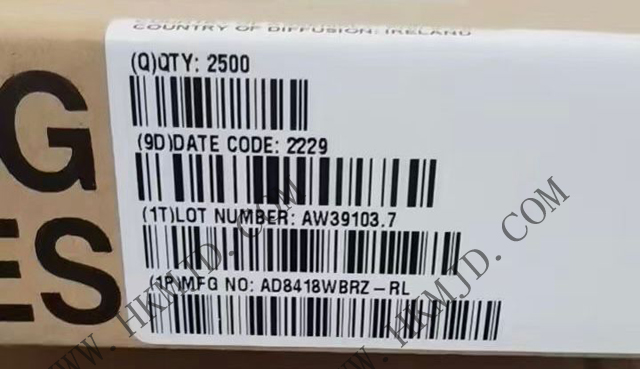 COUNTRY OF DIFFUSION: IRELAND
(Q)QTY: 2500
(9D)DATE CODE: 2229
(1T)LOT NUMBER: AW39103.7
(1P)MFG NO: AD8418WBRZ-RL
G
ES
WWW.HKMJD.COM
WWW.HKMJD.COM